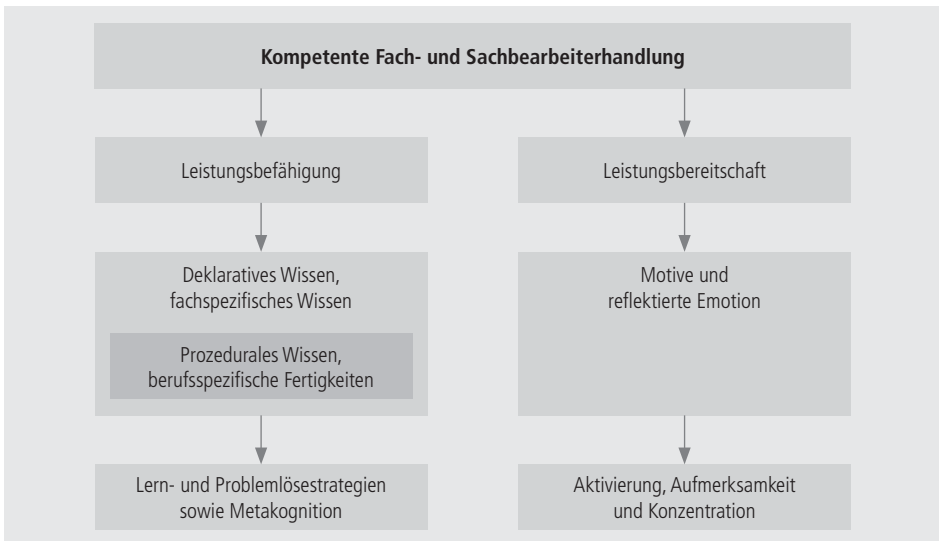 Kompetente Fach- und Sachbearbeiterhandlung
Leistungsbefähigung
Leistungsbereitschaft
Deklaratives Wissen,
fachspezifisches Wissen
Motive und
reflektierte Emotion
Prozedurales Wissen,
berufsspezifische Fertigkeiten
Lern- und Problemlösestrategien
sowie Metakognition
Aktivierung, Aufmerksamkeit
und Konzentration